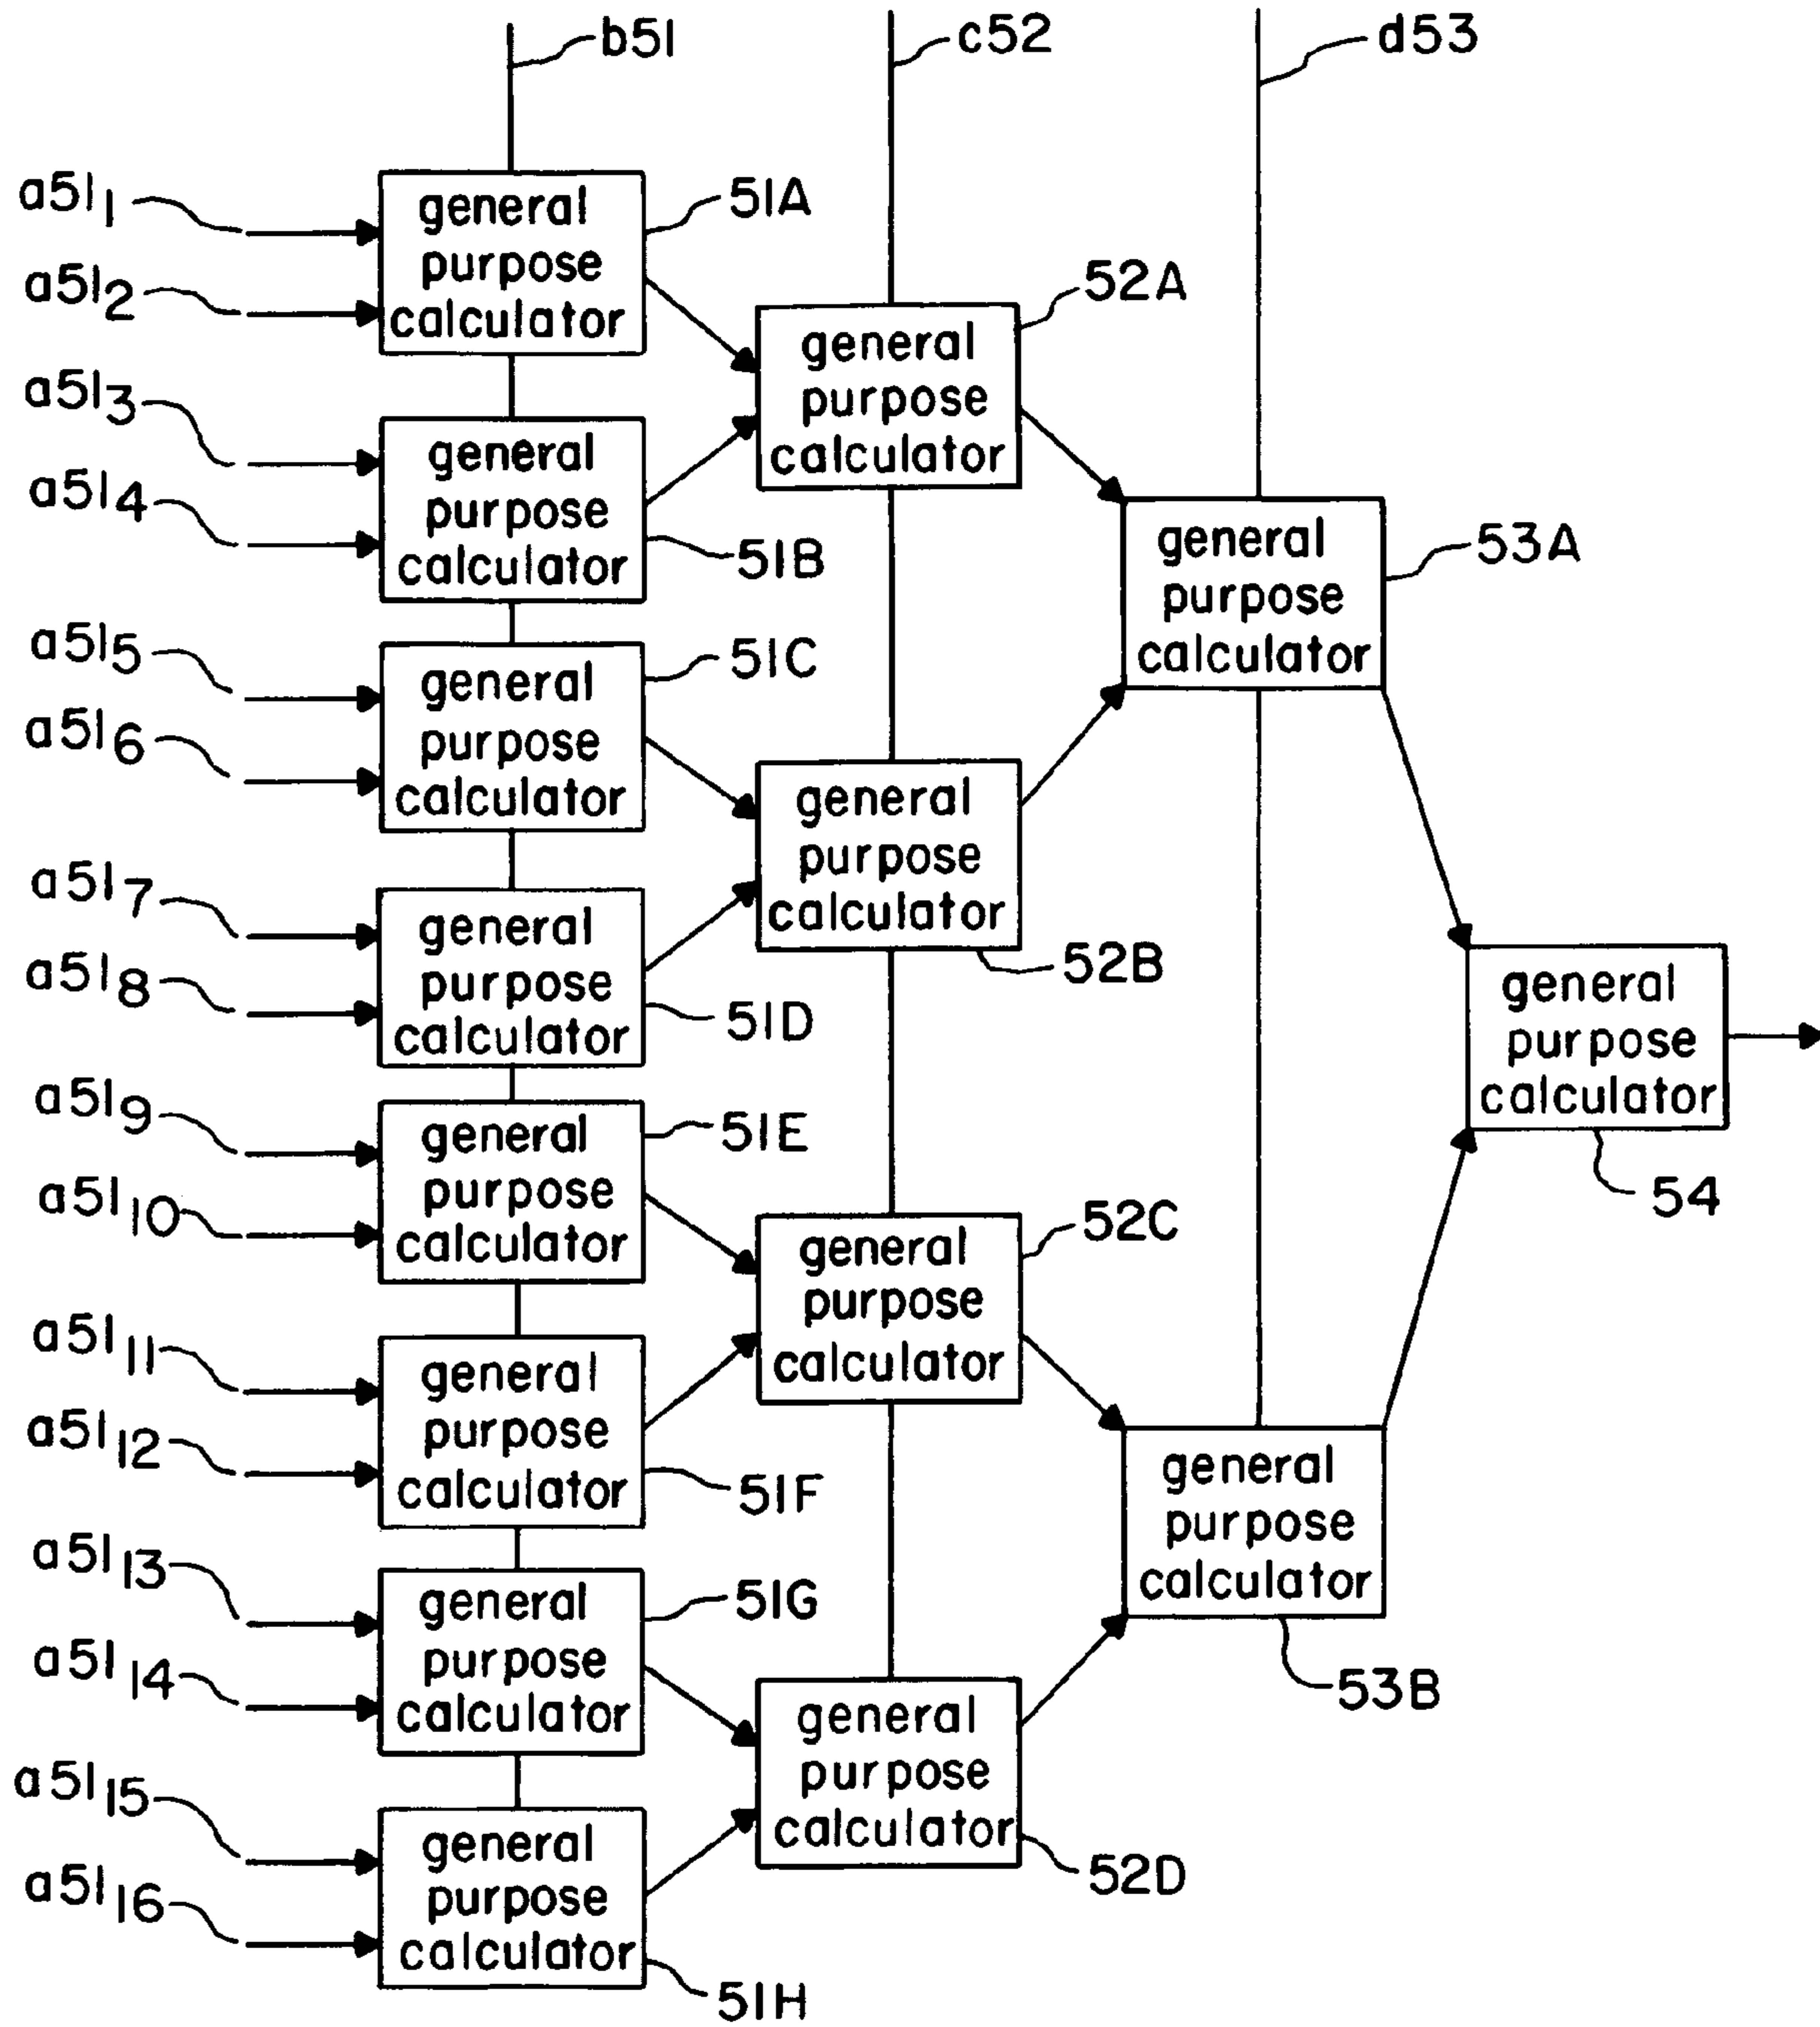 b51
c52
d53
a51₁
a51₂
general
purpose
calculator
51A
a51₃
a51₄
general
purpose
calculator
51B
a51₅
a51₆
general
purpose
calculator
51C
a51₇
a51₈
general
purpose
calculator
51D
a51₉
a51₁₀
general
purpose
calculator
51E
a51₁₁
a51₁₂
general
purpose
calculator
51F
a51₁₃
a51₁₄
general
purpose
calculator
51G
a51₁₅
a51₁₆
general
purpose
calculator
51H
general
purpose
calculator
52A
general
purpose
calculator
52B
general
purpose
calculator
52C
general
purpose
calculator
52D
general
purpose
calculator
53A
general
purpose
calculator
53B
general
purpose
calculator
54